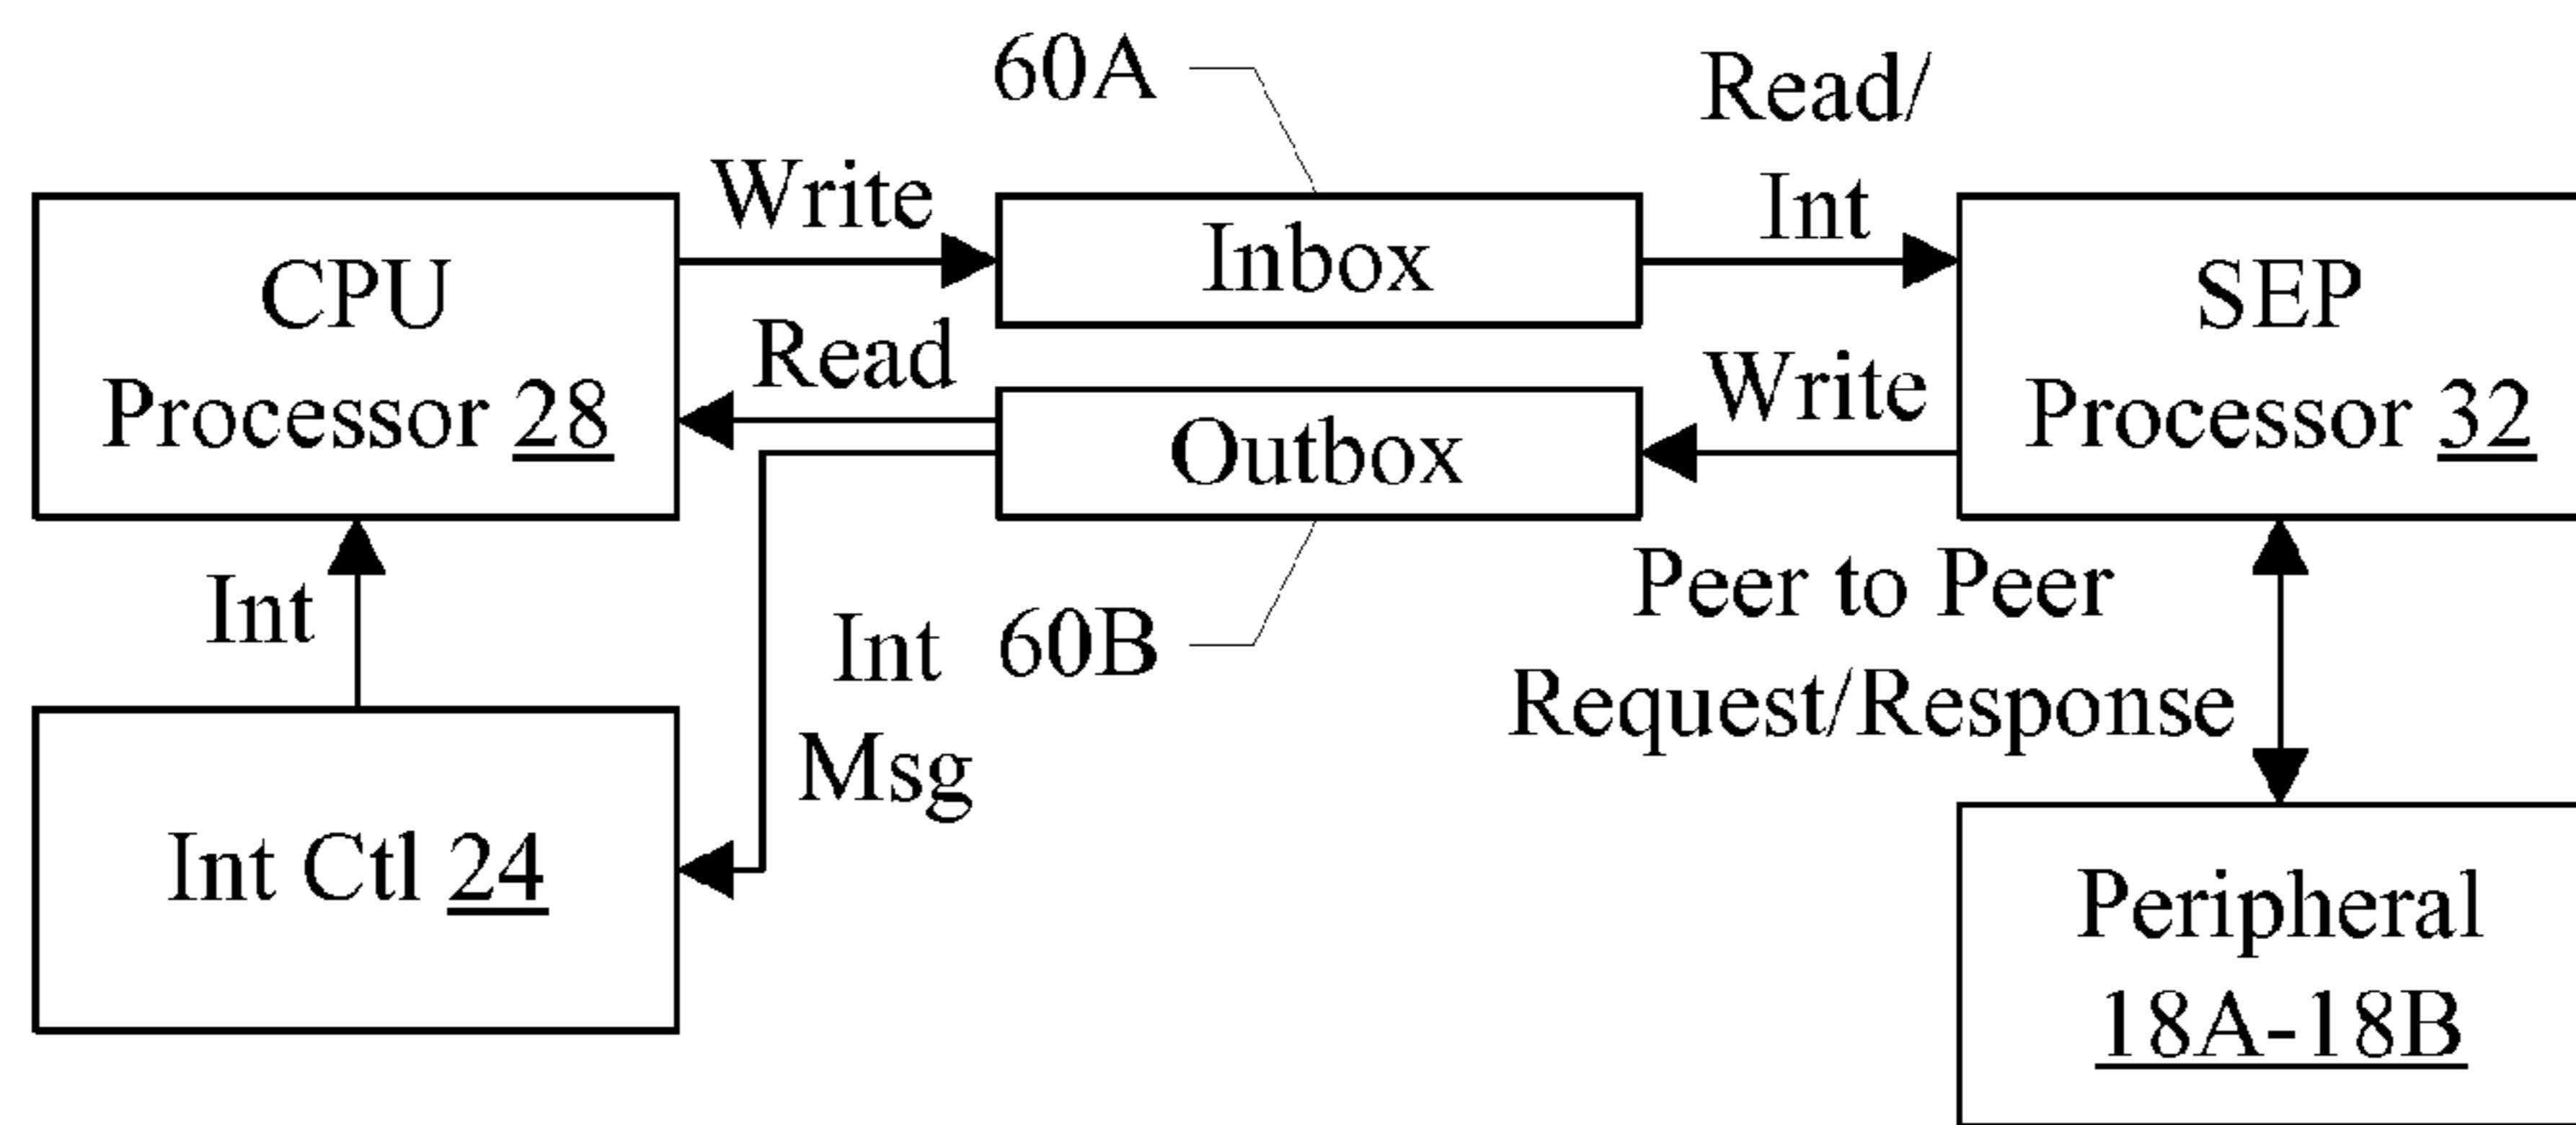 60A
Read/
Int
Write
CPU
Processor 28
Inbox
SEP
Processor 32
Read
Write
Outbox
Int
Int
Msg
60B
Peer to Peer
Request/Response
Int Ctl 24
Peripheral
18A-18B